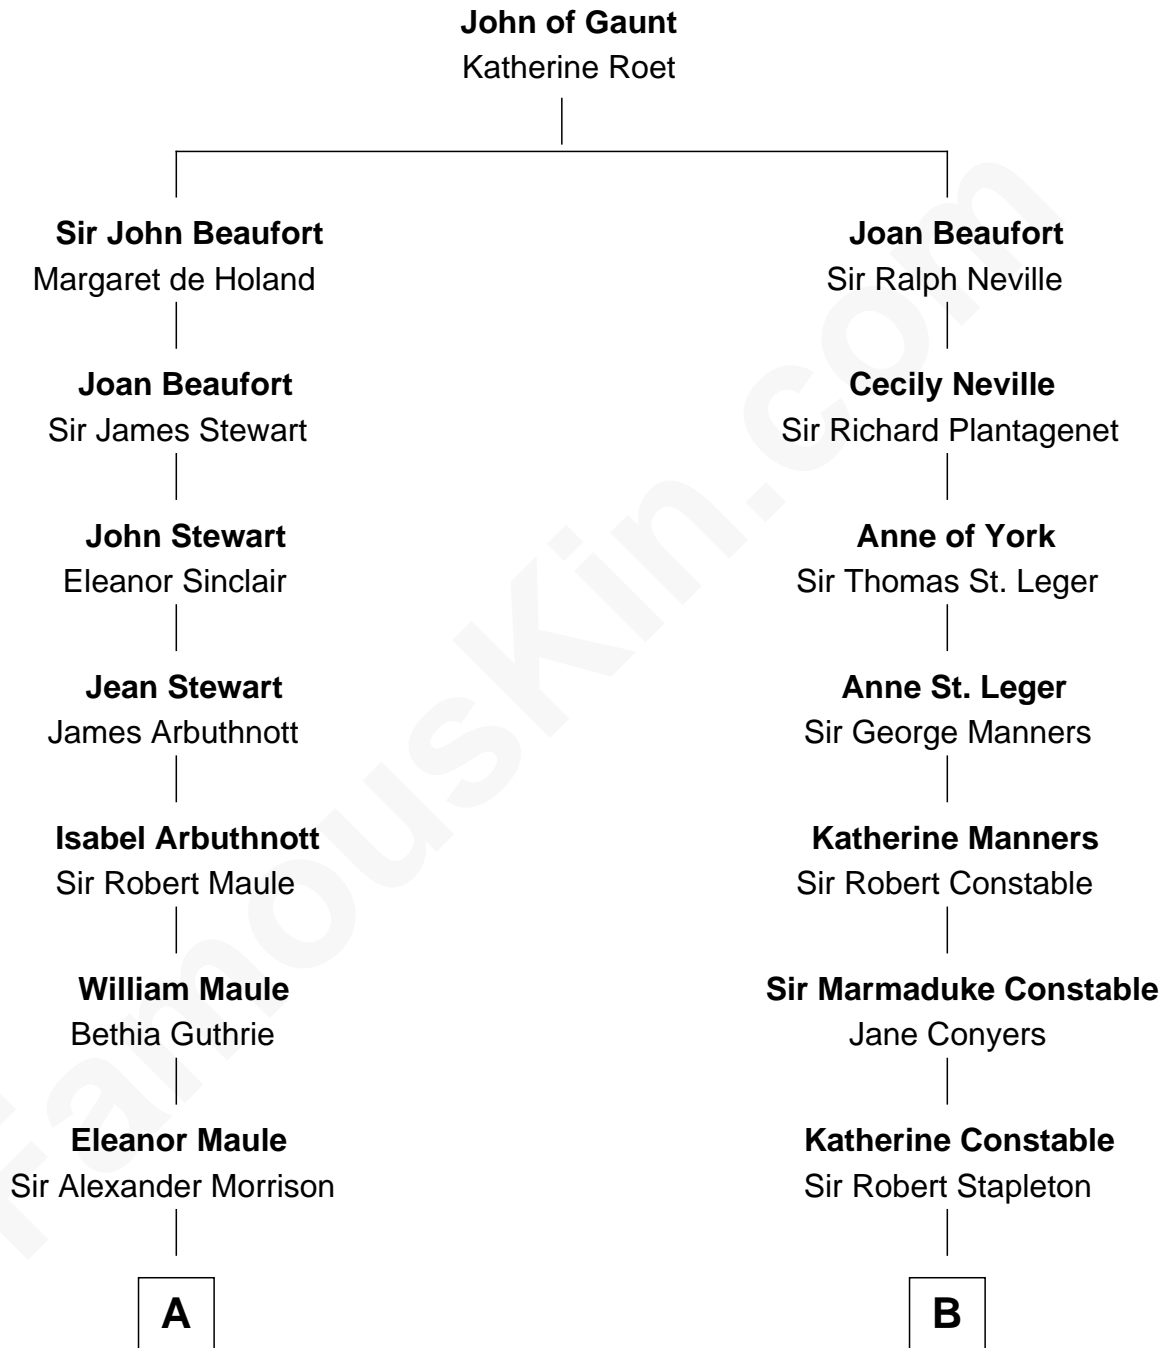 John of Gaunt
Katherine Roet
Sir John Beaufort
Margaret de Holand
Joan Beaufort
Sir Ralph Neville
Joan Beaufort
Sir James Stewart
Cecily Neville
Sir Richard Plantagenet
John Stewart
Eleanor Sinclair
Anne of York
Sir Thomas St. Leger
Jean Stewart
James Arbuthnott
Anne St. Leger
Sir George Manners
Isabel Arbuthnott
Sir Robert Maule
Katherine Manners
Sir Robert Constable
William Maule
Bethia Guthrie
Sir Marmaduke Constable
Jane Conyers
Eleanor Maule
Sir Alexander Morrison
Katherine Constable
Sir Robert Stapleton
A
B
FamousKin.com